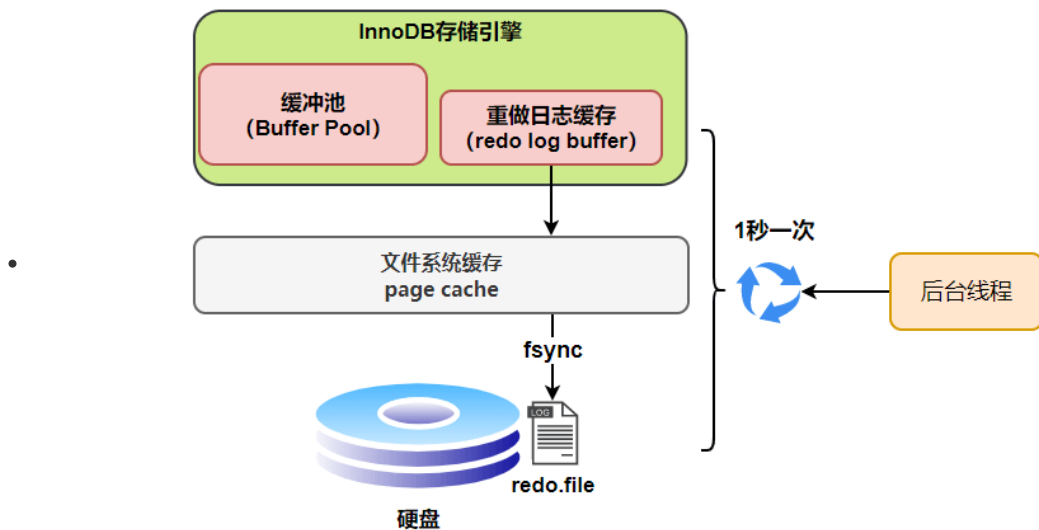 InnoDB存储引擎
缓冲池
（Buffer Pool）
重做日志缓存
（redo log buffer）
1秒一次
文件系统缓存
page cache
后台线程
fsync
LOG
redo.file
硬盘